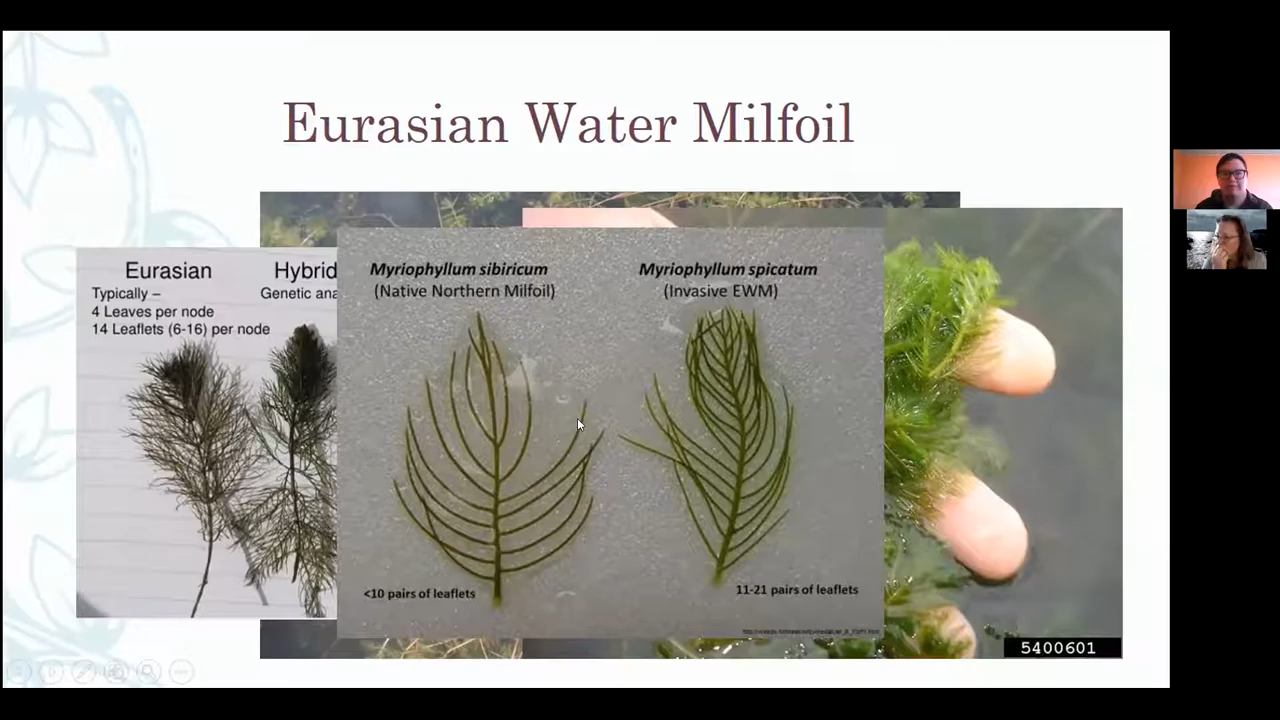 Eurasian Water Milfoil
Eurasian
Typically –
4 Leaves per node
14 Leaflets (6-16) per node
Hybrid
Genetic ana
Myriophyllum sibiricum
(Native Northern Milfoil)
Myriophyllum spicatum
(Invasive EWM)
<10 pairs of leaflets
11-21 pairs of leaflets
5400601